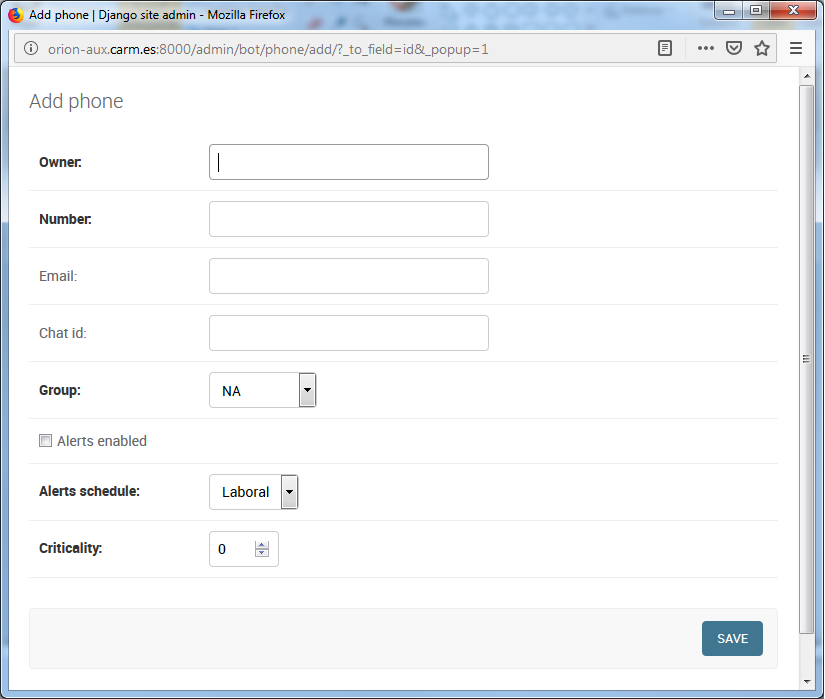 Add phone | Django site admin - Mozilla Firefox
orion-aux.carm.es:8000/admin/bot/phone/add/?_to_field=id&_popup=1
Add phone
Owner:
Number:
Email:
Chat id:
Group: NA
Alerts enabled
Alerts schedule: Laboral
Criticality: 0
SAVE